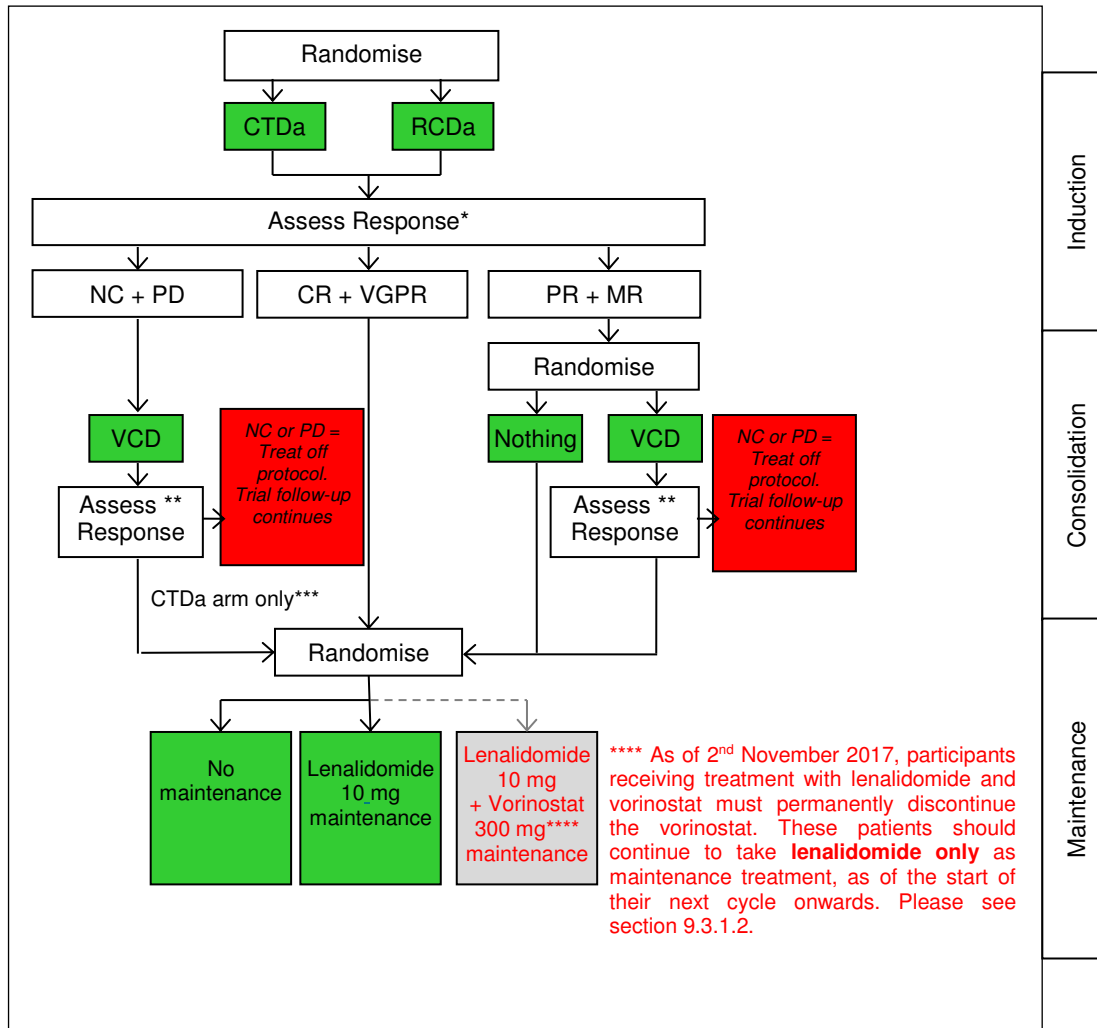 Randomise
CTDa
RCDa
Assess Response*
NC + PD
CR + VGPR
PR + MR
Randomise
VCD
NC or PD =
Treat off
protocol.
Trial follow-up
continues
Nothing
VCD
NC or PD =
Treat off
protocol.
Trial follow-up
continues
Assess **
Response
Assess **
Response
CTDa arm only***
Randomise
No
maintenance
Lenalidomide
10 mg
maintenance
Lenalidomide
10 mg
+ Vorinostat
300 mg****
maintenance
**** As of 2nd November 2017, participants
receiving treatment with lenalidomide and
vorinostat must permanently discontinue
the vorinostat. These patients should
continue to take lenalidomide only as
maintenance treatment, as of the start of
their next cycle onwards. Please see
section 9.3.1.2.
Induction
Consolidation
Maintenance